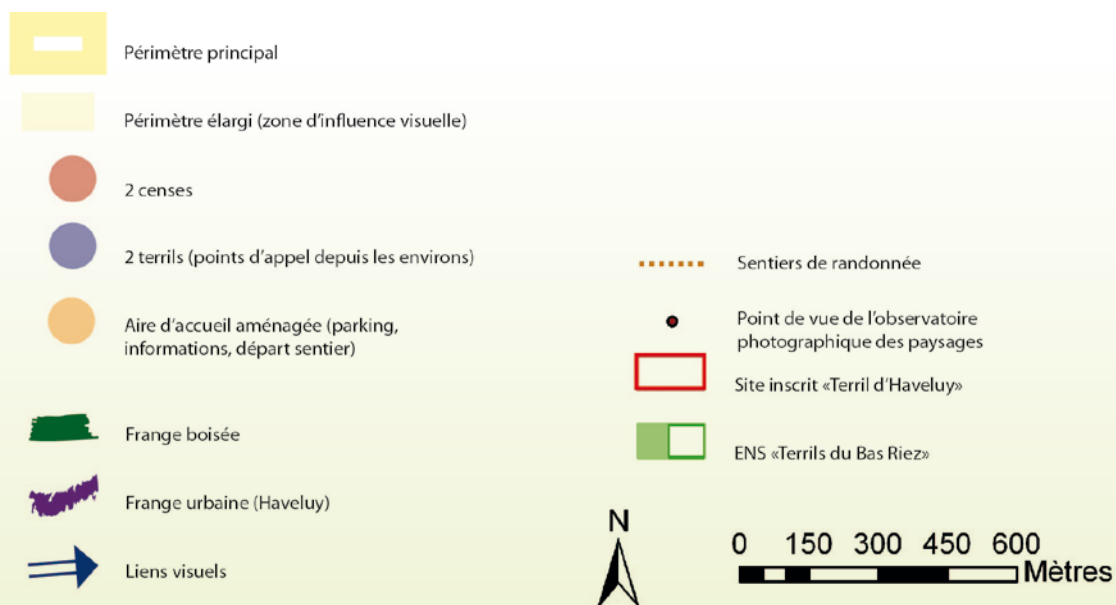 Périmètre principal
Périmètre élargi (zone d'influence visuelle)
2 censes
2 terrils (points d'appel depuis les environs)
Aire d'accueil aménagée (parking,
informations, départ sentier)
Frange boisée
Frange urbaine (Haveluy)
Liens visuels
Sentiers de randonnée
Point de vue de l'observatoire
photographique des paysages
Site inscrit «Terril d'Haveluy»
ENS «Terrils du Bas Riez»
N
0 150 300 450 600
Mètres